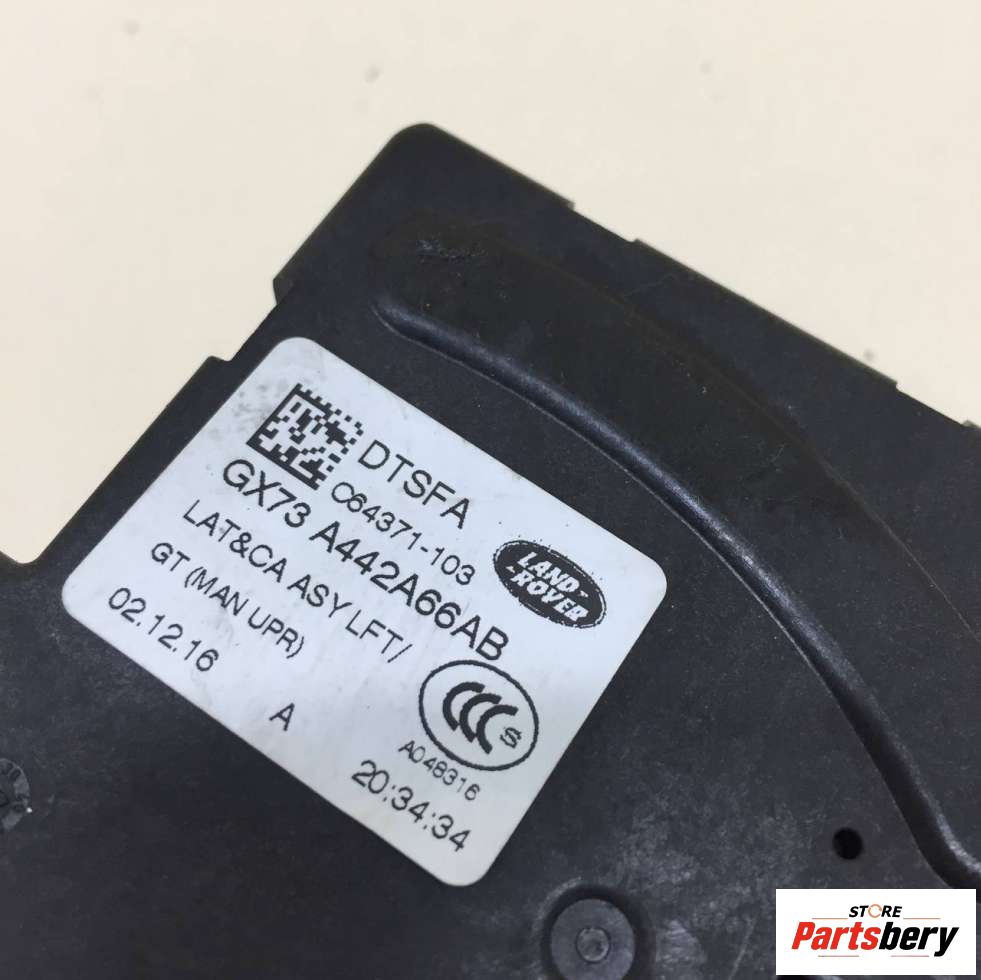 DTSFA
C64371-103
GX73 A442A66AB
LAT&CA ASY LFT/
GT (MAN UPR)
02.12.16
A
LAND-
-ROVER
CCC S
A048316
20:34:34
STORE
Partsbery